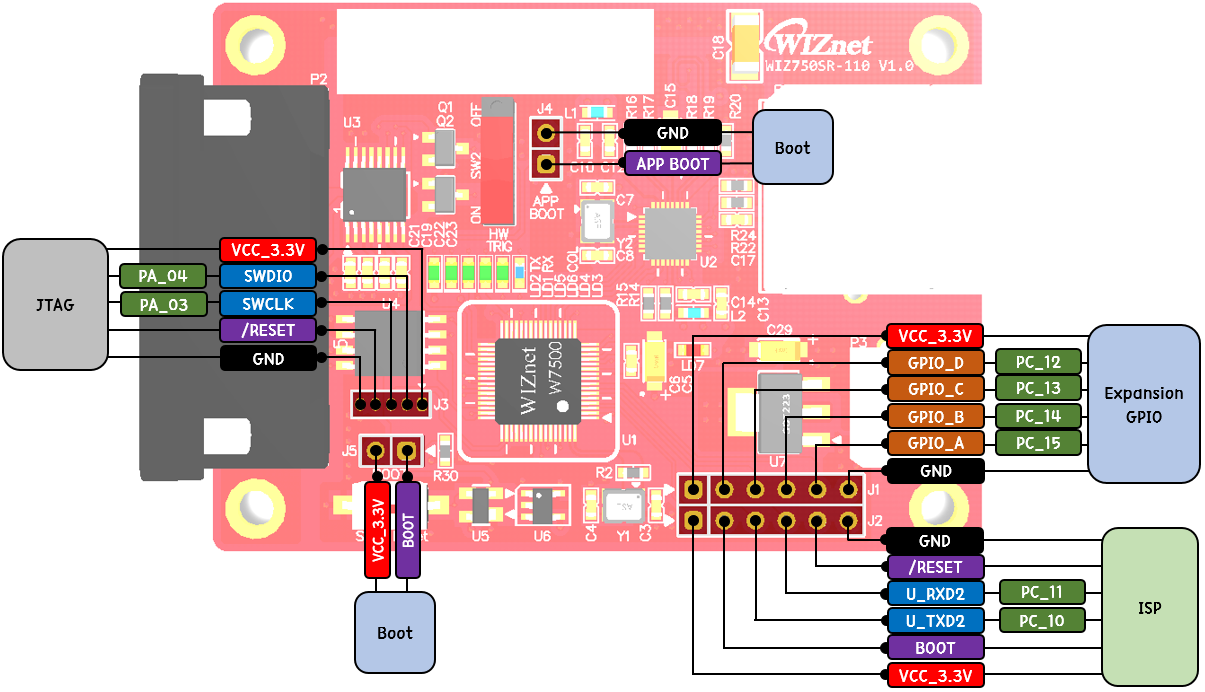 C18
WIZnet
WIZ750SR-110 V1.0
P2
Q1
Q2
OFF
SW2
ON
HW
TRIG
J4
L1
R16
R17
C15
R18
R19
R20
GND
APP BOOT
Boot
U3
C10
APP
BOOT
C7
Y2
C8
U2
R24
R22
C17
C21
C19
C22
C23
LD2 TX
LD1 RX
LD5
LD6 COL
LD4
LD3
R15
R14
C14
C13
L2
JTAG
VCC_3.3V
PA_04
SWDIO
PA_03
SWCLK
/RESET
GND
U4
J3
WIZnet
W7500
U1
C6
C5
LD7
C29
P3
U7
VCC_3.3V
GPIO_D
PC_12
GPIO_C
PC_13
GPIO_B
PC_14
GPIO_A
PC_15
GND
Expansion
GPIO
J5
R30
VCC_3.3V
BOOT
Boot
U5
U6
C4
Y1
C3
R2
J1
J2
GND
/RESET
U_RXD2
PC_11
U_TXD2
PC_10
BOOT
VCC_3.3V
ISP